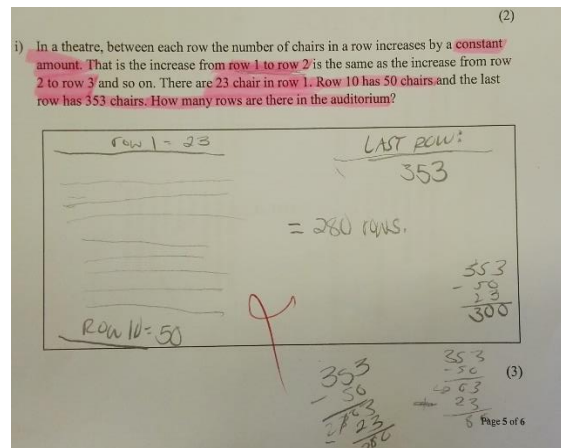 (2)
i) In a theatre, between each row the number of chairs in a row increases by a constant
amount. That is the increase from row 1 to row 2 is the same as the increase from row
2 to row 3 and so on. There are 23 chair in row 1. Row 10 has 50 chairs and the last
row has 353 chairs. How many rows are there in the auditorium?
row 1 = 23
LAST ROW:
353
= 280 rows.
353
- 50
23
300
ROW 10 = 50
353
- 50
23
353
- 50
63
23
(3)
Page 5 of 6